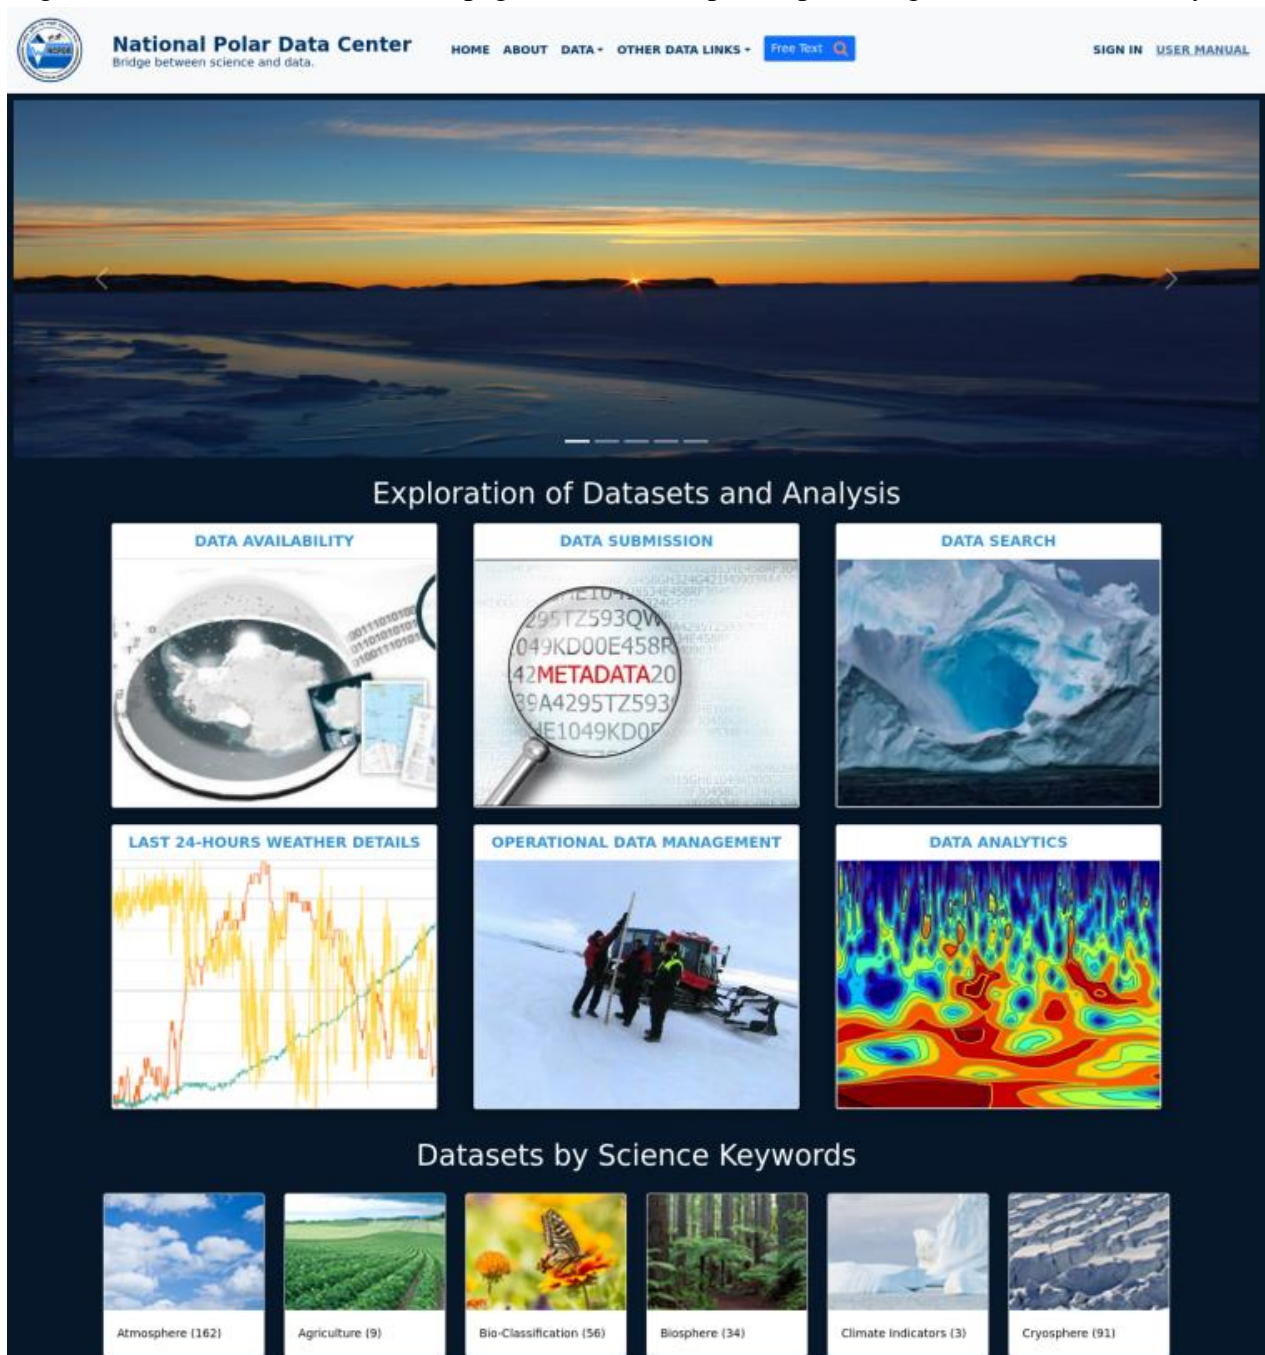 National Polar Data Center
Bridge between science and data.
HOME ABOUT DATA OTHER DATA LINKS Free Text
SIGN IN USER MANUAL
Exploration of Datasets and Analysis
DATA AVAILABILITY
DATA SUBMISSION
DATA SEARCH
295TZ593QW
049KD00E458R
42METADATA20
39A4295TZ593
HE1049KD0
LAST 24-HOURS WEATHER DETAILS
OPERATIONAL DATA MANAGEMENT
DATA ANALYTICS
Datasets by Science Keywords
Atmosphere (162)
Agriculture (9)
Bio-Classification (56)
Biosphere (34)
Climate Indicators (3)
Cryosphere (91)